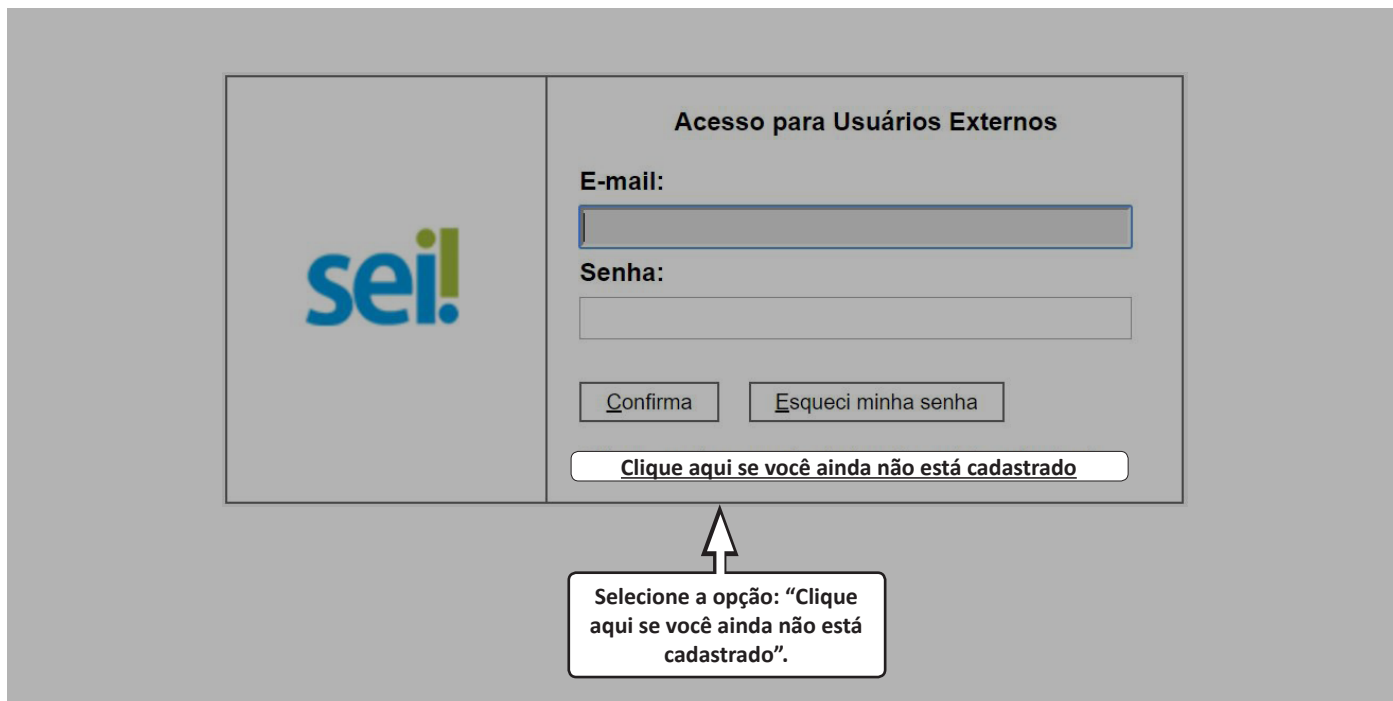 Acesso para Usuários Externos
E-mail:
sei!
Senha:
Confirma
Esqueci minha senha
Clique aqui se você ainda não está cadastrado
Selecione a opção: “Clique
aqui se você ainda não está
cadastrado”.